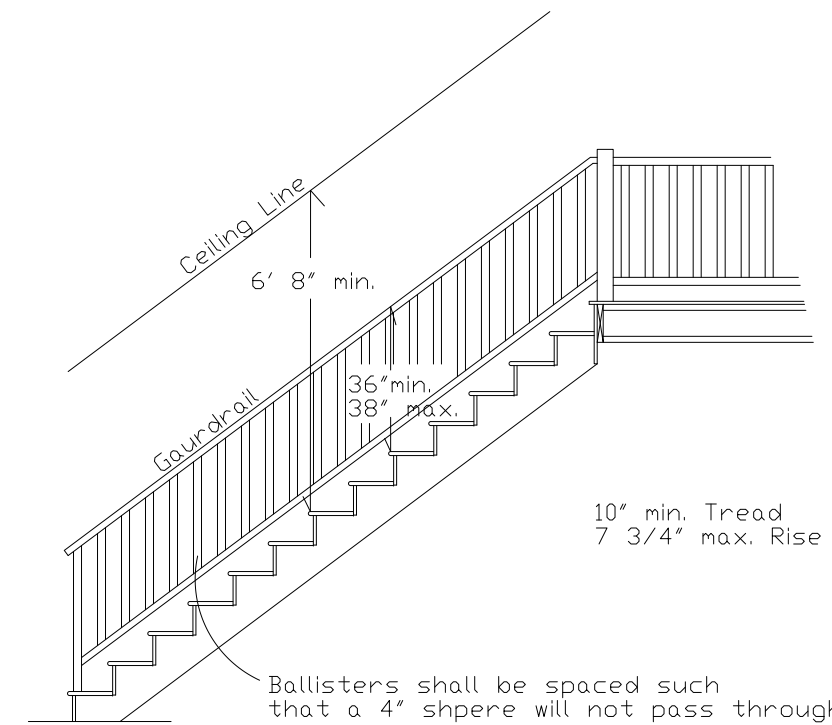 Ceiling Line
6' 8" min.
36"min.
38" max.
Gaurdrail
10" min. Tread
7 3/4" max. Rise
Ballisters shall be spaced such
that a 4" shpere will not pass through